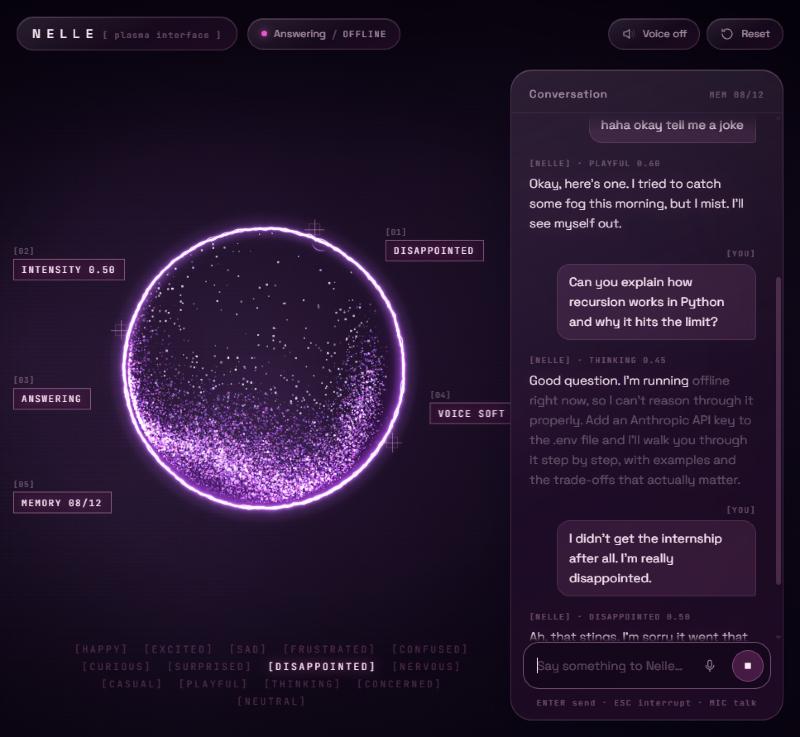 NELLE [ plasma interface ]
Answering / OFFLINE
Voice off
Reset
[01]
DISAPPOINTED
[02]
INTENSITY 0.50
[03]
ANSWERING
[04]
VOICE SOFT
[05]
MEMORY 08/12
[HAPPY] [EXCITED] [SAD] [FRUSTRATED] [CONFUSED]
[CURIOUS] [SURPRISED] [DISAPPOINTED] [NERVOUS]
[CASUAL] [PLAYFUL] [THINKING] [CONCERNED]
[NEUTRAL]
Conversation
MEM 08/12
haha okay tell me a joke
[NELLE] · PLAYFUL 0.60
Okay, here's one. I tried to catch
some fog this morning, but I mist. I'll
see myself out.
[YOU]
Can you explain how
recursion works in Python
and why it hits the limit?
[NELLE] · THINKING 0.45
Good question. I'm running offline
right now, so I can't reason through it
properly. Add an Anthropic API key to
the .env file and I'll walk you through
it step by step, with examples and
the trade-offs that actually matter.
[YOU]
I didn't get the internship
after all. I'm really
disappointed.
[NELLE] · DISAPPOINTED 0.50
Ah, that stings. I'm sorry it went that
Say something to Nelle...
ENTER send · ESC interrupt · MIC talk